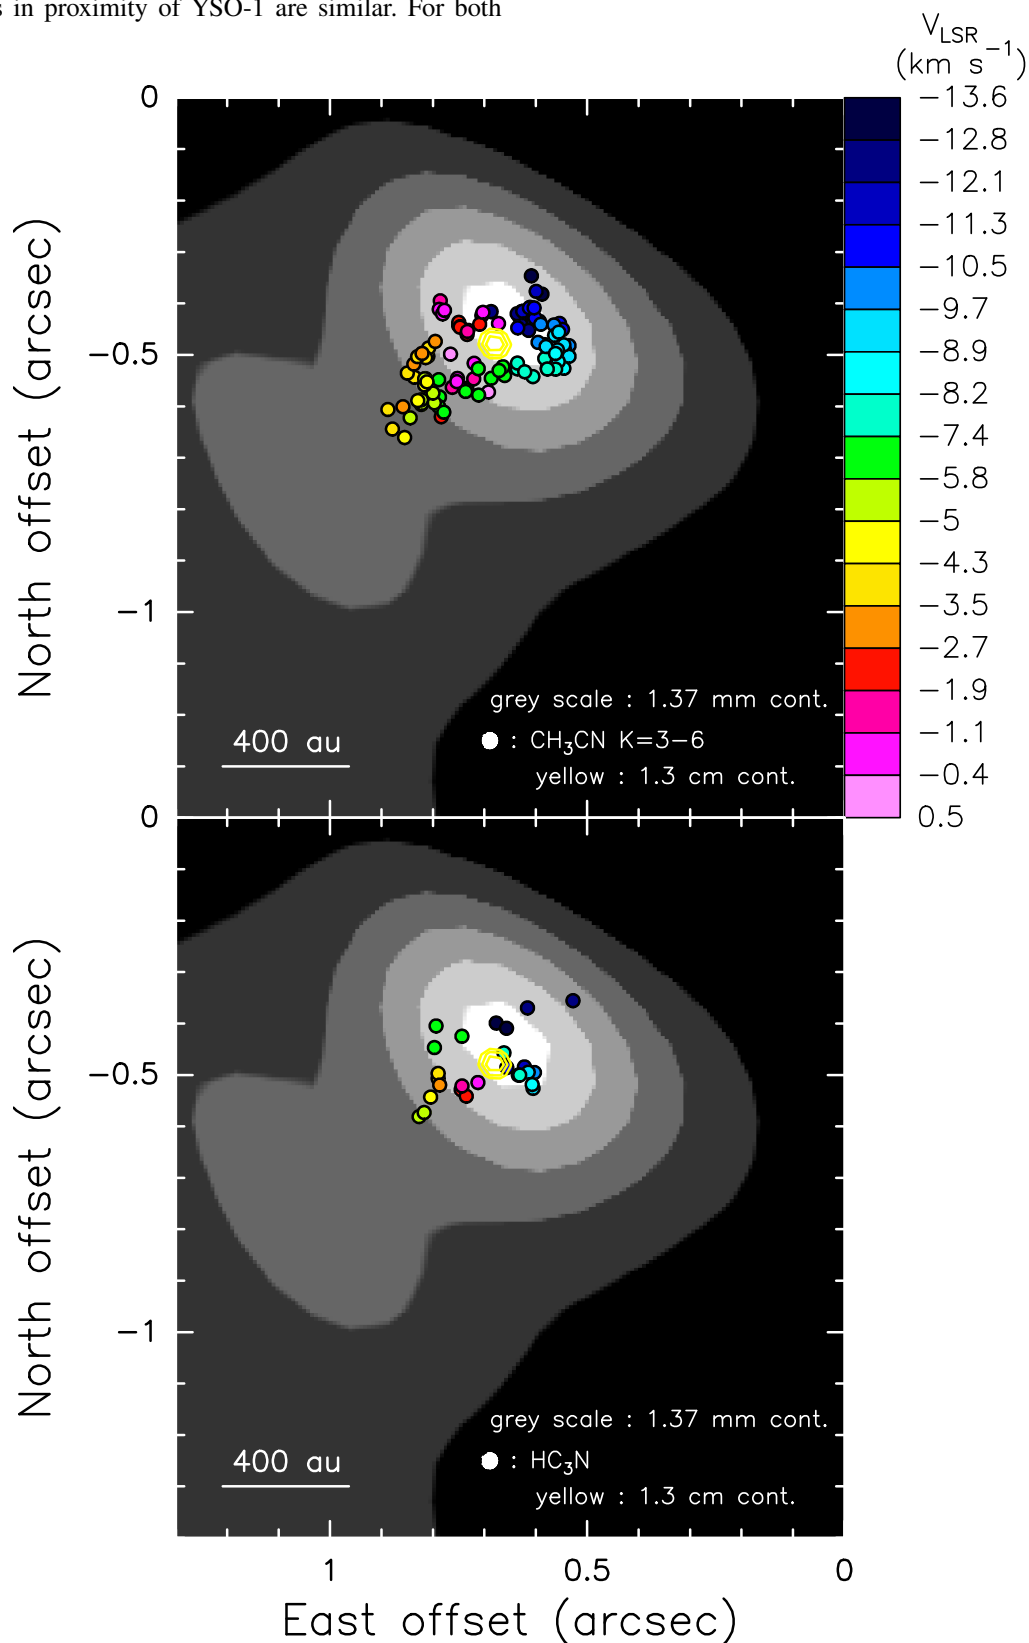 s in proximity of YSO-1 are similar. For both
V_LSR
(km s^−1)
−13.6
−12.8
−12.1
−11.3
−10.5
−9.7
−8.9
−8.2
−7.4
−5.8
−5
−4.3
−3.5
−2.7
−1.9
−1.1
−0.4
0.5
0
−0.5
−1
North offset (arcsec)
grey scale : 1.37 mm cont.
: CH₃CN K=3−6
yellow : 1.3 cm cont.
400 au
0
−0.5
−1
North offset (arcsec)
grey scale : 1.37 mm cont.
: HC₃N
yellow : 1.3 cm cont.
400 au
1
0.5
0
East offset (arcsec)